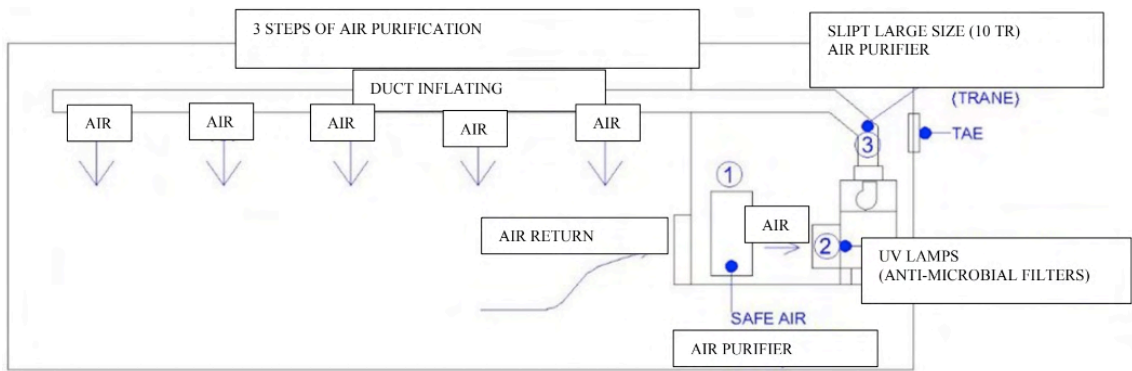 3 STEPS OF AIR PURIFICATION
SLIPT LARGE SIZE (10 TR)
AIR PURIFIER
DUCT INFLATING
(TRANE)
AIR
AIR
AIR
AIR
AIR
TAE
3
1
AIR
AIR RETURN
2
UV LAMPS
(ANTI-MICROBIAL FILTERS)
SAFE AIR
AIR PURIFIER